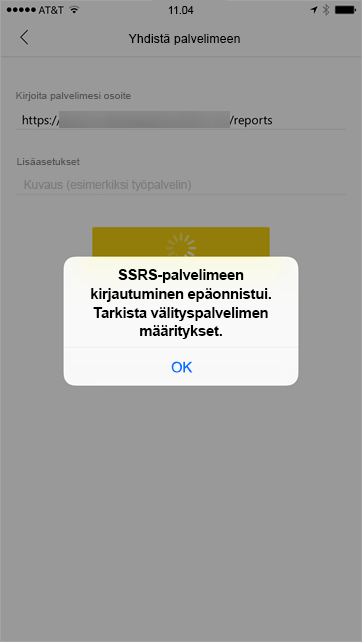 AT&T 11.04
Yhdistä palvelimeen
Kirjoita palvelimesi osoite
https:// /reports
Lisäasetukset
Kuvaus (esimerkiksi työpalvelin)
SSRS-palvelimeen
kirjautuminen epäonnistui.
Tarkista välityspalvelimen
määritykset.
OK